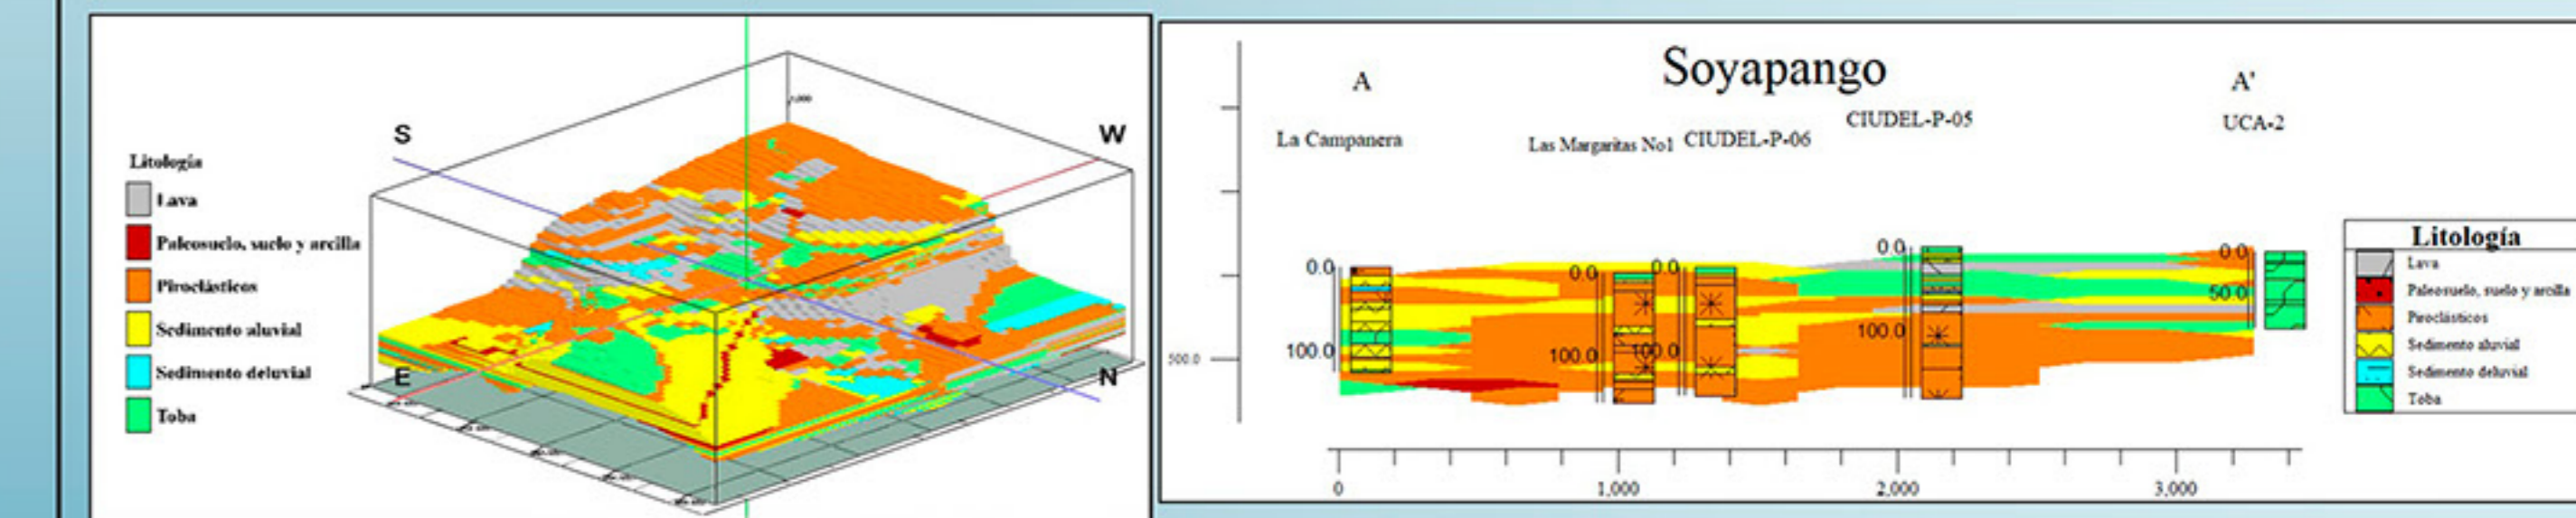 S
W
Litología
Lava
Paleosuelo, suelo y arcilla
Piroclásticos
Sedimento aluvial
Sedimento deluvial
Toba
E
N
Soyapango
A
A'
La Campanera
Las Margaritas No1
CIUDEL-P-06
CIUDEL-P-05
UCA-2
0.0
100.0
0.0
100.0
0.0
100.0
0.0
100.0
0.0
50.0
500.0
0
1,000
2,000
3,000
Litología
Lava
Paleosuelo, suelo y arcilla
Piroclásticos
Sedimento aluvial
Sedimento deluvial
Toba